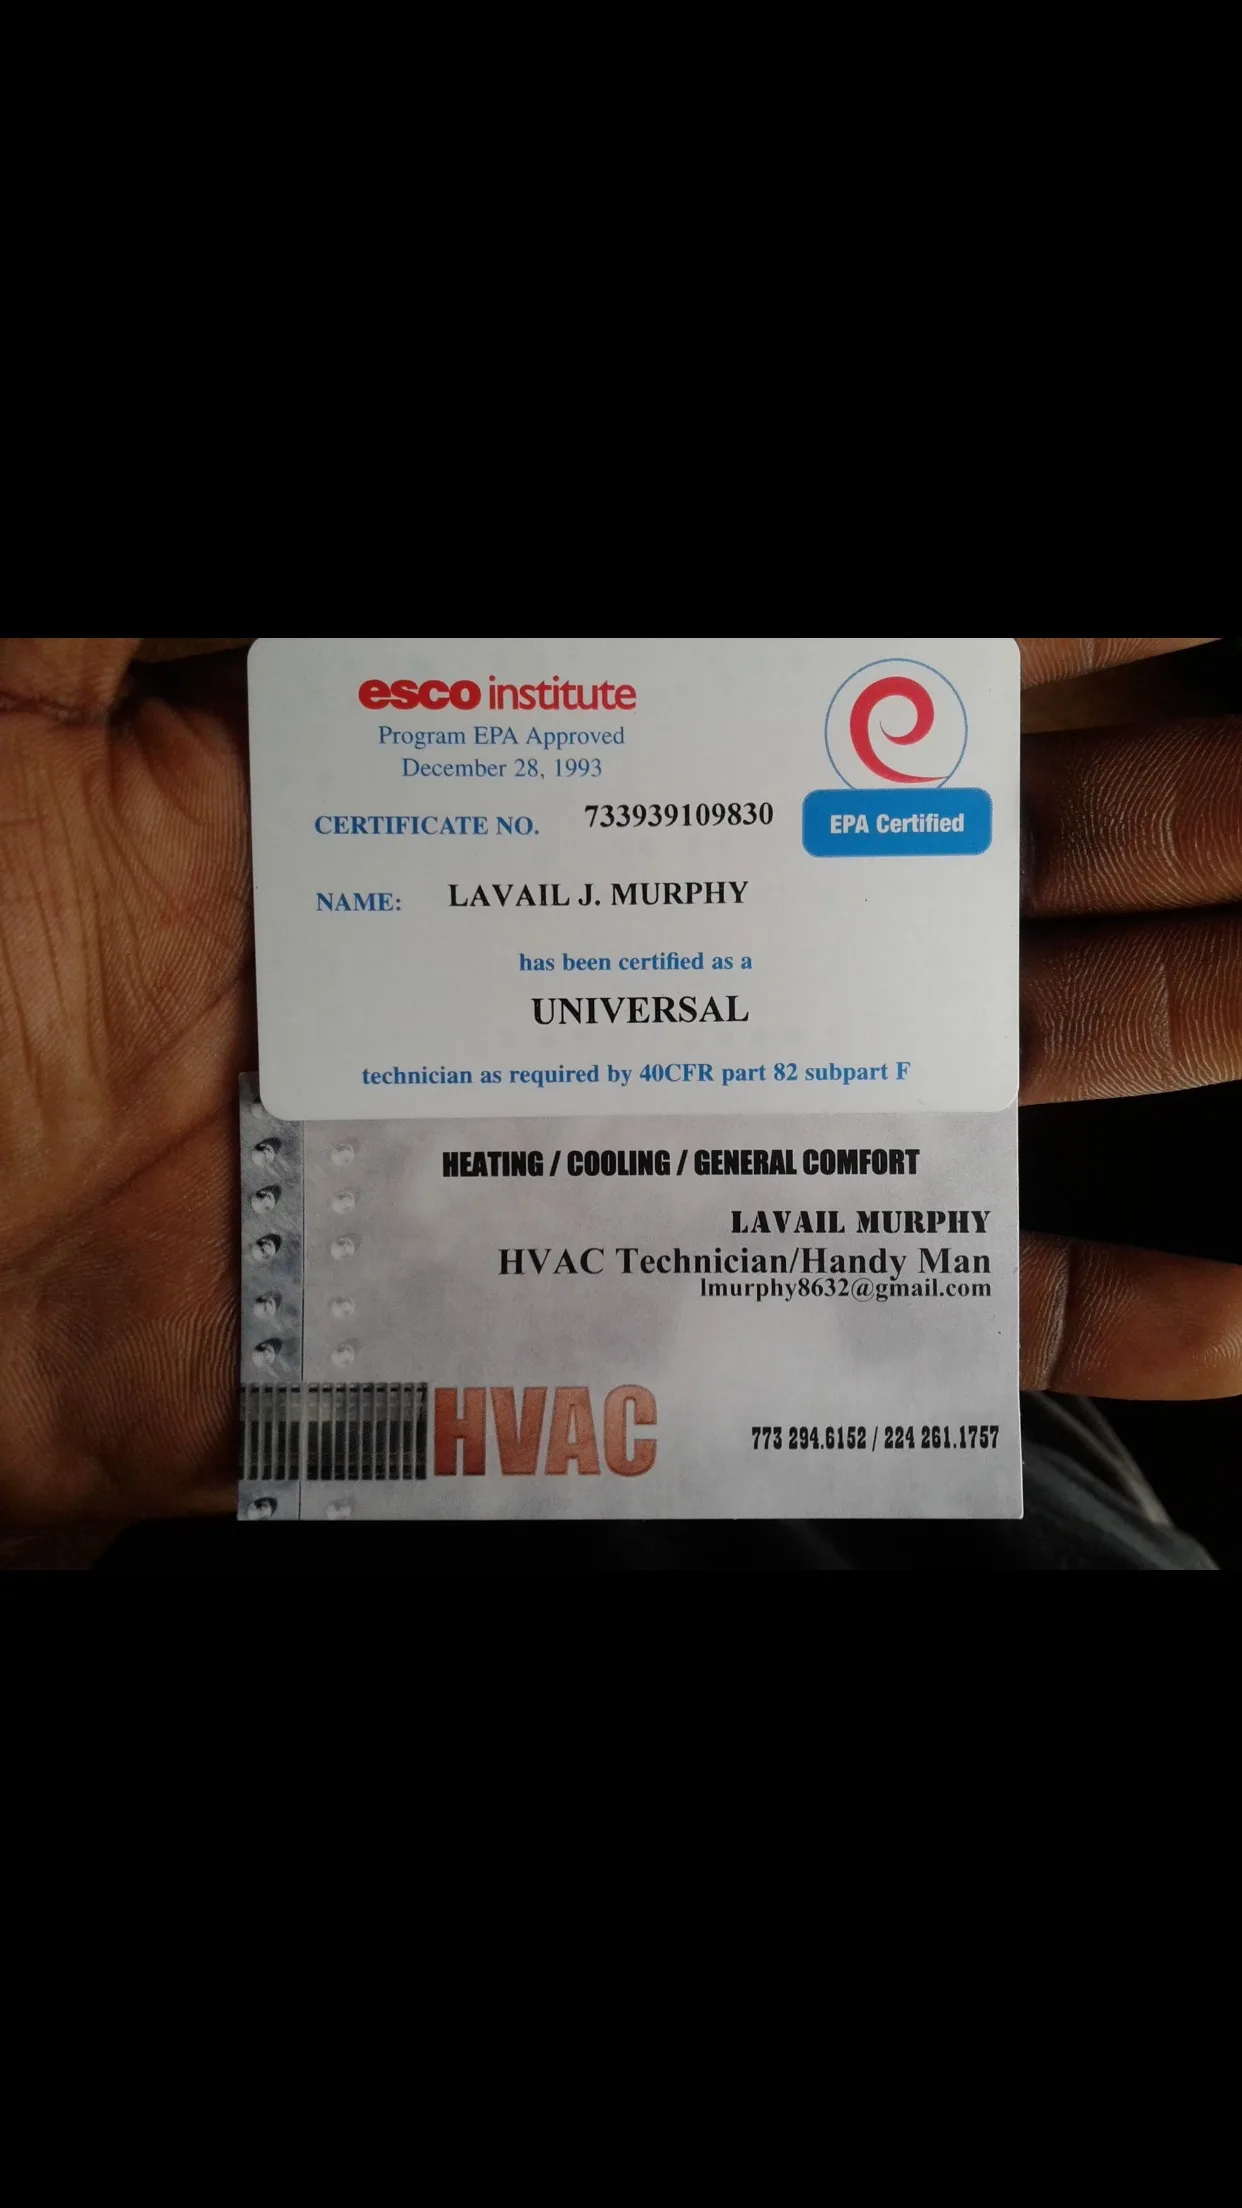 esco institute
Program EPA Approved
December 28, 1993
EPA Certified
CERTIFICATE NO. 733939109830
NAME: LAVAIL J. MURPHY
has been certified as a
UNIVERSAL
technician as required by 40CFR part 82 subpart F
HEATING / COOLING / GENERAL COMFORT
LAVAIL MURPHY
HVAC Technician/Handy Man
lmurphy8632@gmail.com
HVAC
773 294.6152 / 224 261.1757